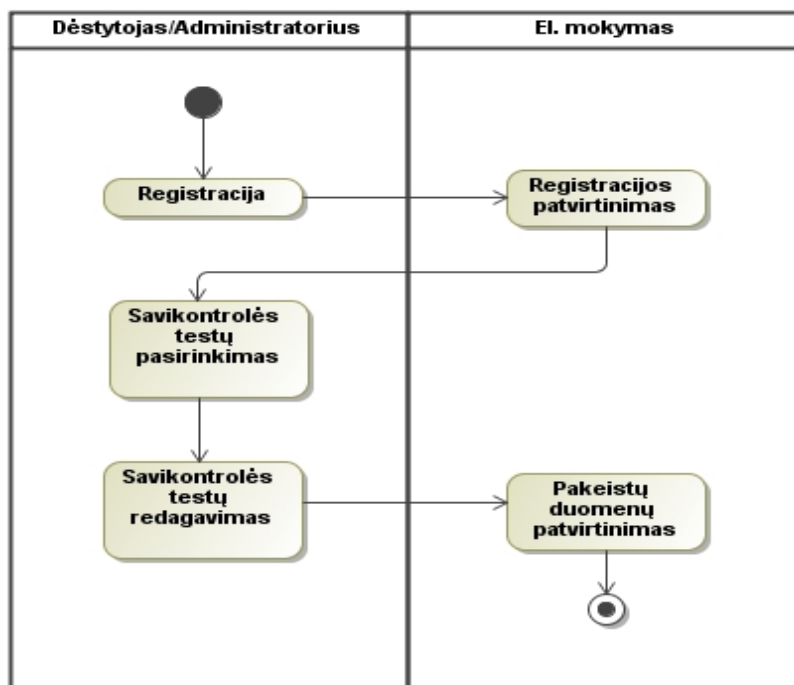 Dėstytojas/Administratorius
El. mokymas
Registracija
Registracijos
patvirtinimas
Savikontrolės
testų
pasirinkimas
Savikontrolės
testų
redagavimas
Pakeistų
duomenų
patvirtinimas